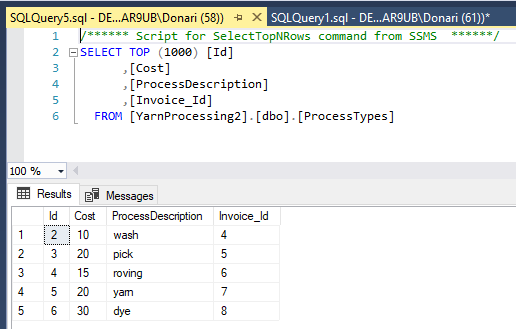 SQLQuery5.sql - DE...AR9UB\Donari (58)) SQLQuery1.sql - DE...AR9UB\Donari (61))*
1 /****** Script for SelectTopNRows command from SSMS ******/
2 SELECT TOP (1000) [Id]
3 ,[Cost]
4 ,[ProcessDescription]
5 ,[Invoice_Id]
6 FROM [YarnProcessing2].[dbo].[ProcessTypes]
100 %
Results Messages
Id Cost ProcessDescription Invoice_Id
1 2 10 wash 4
2 3 20 pick 5
3 4 15 roving 6
4 5 20 yarn 7
5 6 30 dye 8